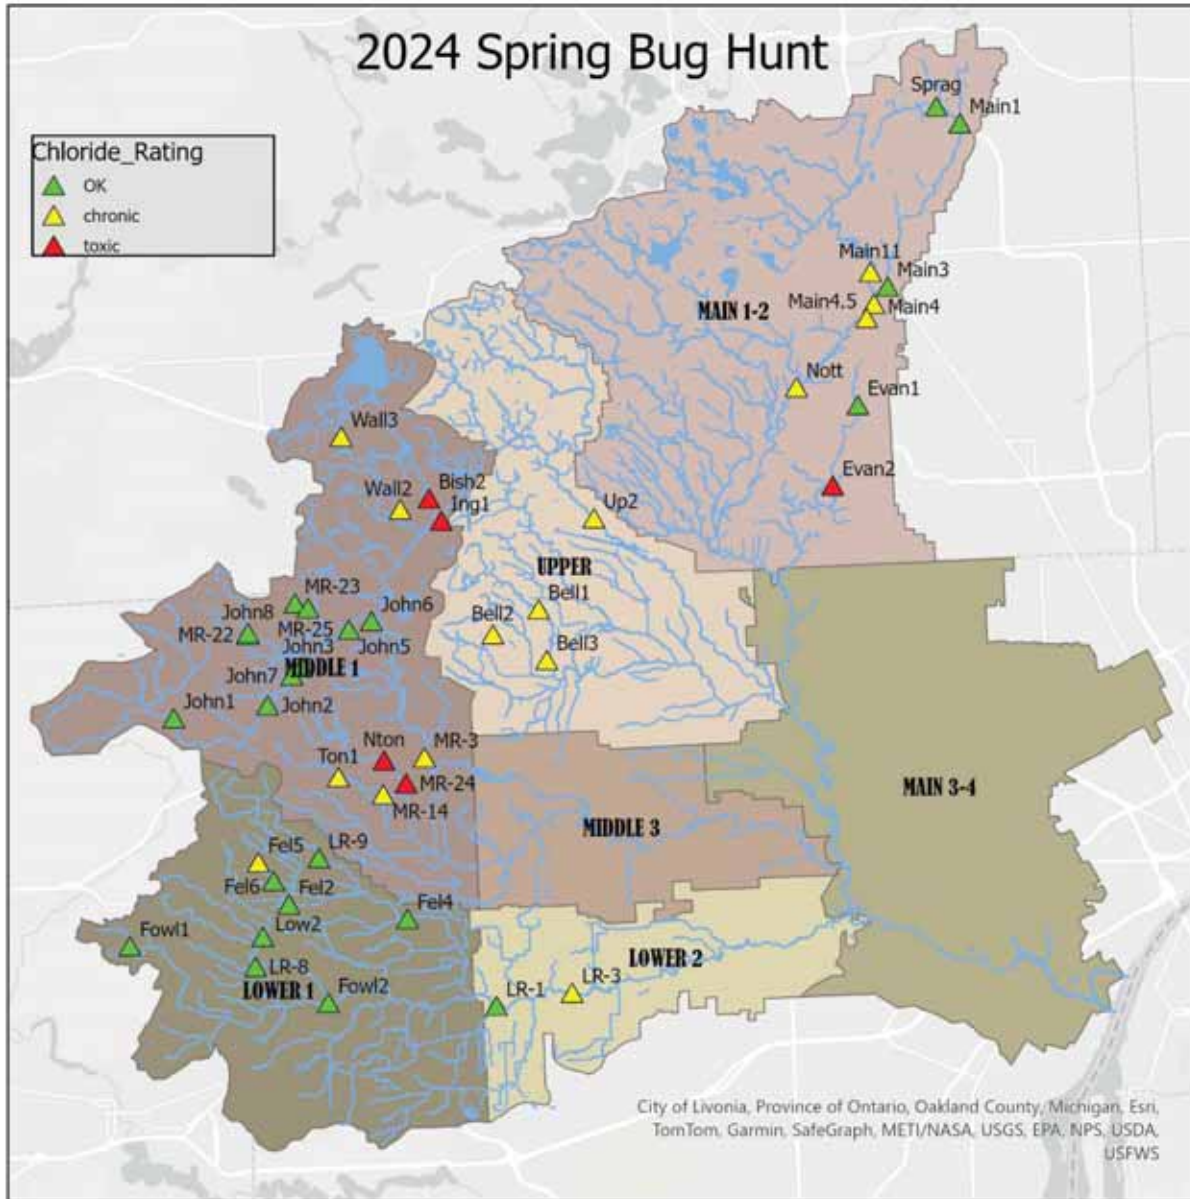 2024 Spring Bug Hunt
Chloride_Rating
OK
chronic
toxic
Sprag
Main1
Main11
Main3
Main4.5
Main4
MAIN 1-2
Nott
Evan1
Evan2
Wall3
Wall2
Bish2
Ing1
Up2
UPPER
Bell1
Bell2
Bell3
MR-23
John8
MR-22
MR-25
John6
John3
John5
MIDDLE 1
John7
John1
John2
Nton
MR-3
Ton1
MR-24
MR-14
MAIN 3-4
MIDDLE 3
Fel5
LR-9
Fel6
Fel2
Fel4
Fowl1
Low2
LR-8
LOWER 1
Fowl2
LOWER 2
LR-1
LR-3
City of Livonia, Province of Ontario, Oakland County, Michigan, Esri,
TomTom, Garmin, SafeGraph, METI/NASA, USGS, EPA, NPS, USDA,
USFWS